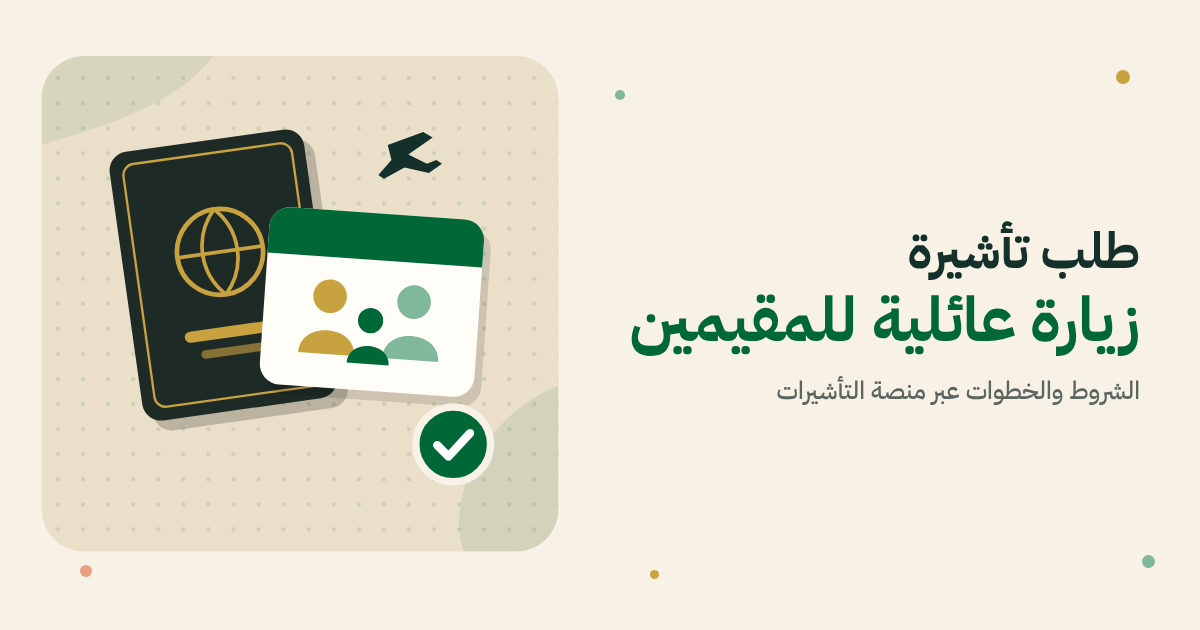 طلب تأشيرة
زيارة عائلية للمقيمين
الشروط والخطوات عبر منصة التأشيرات